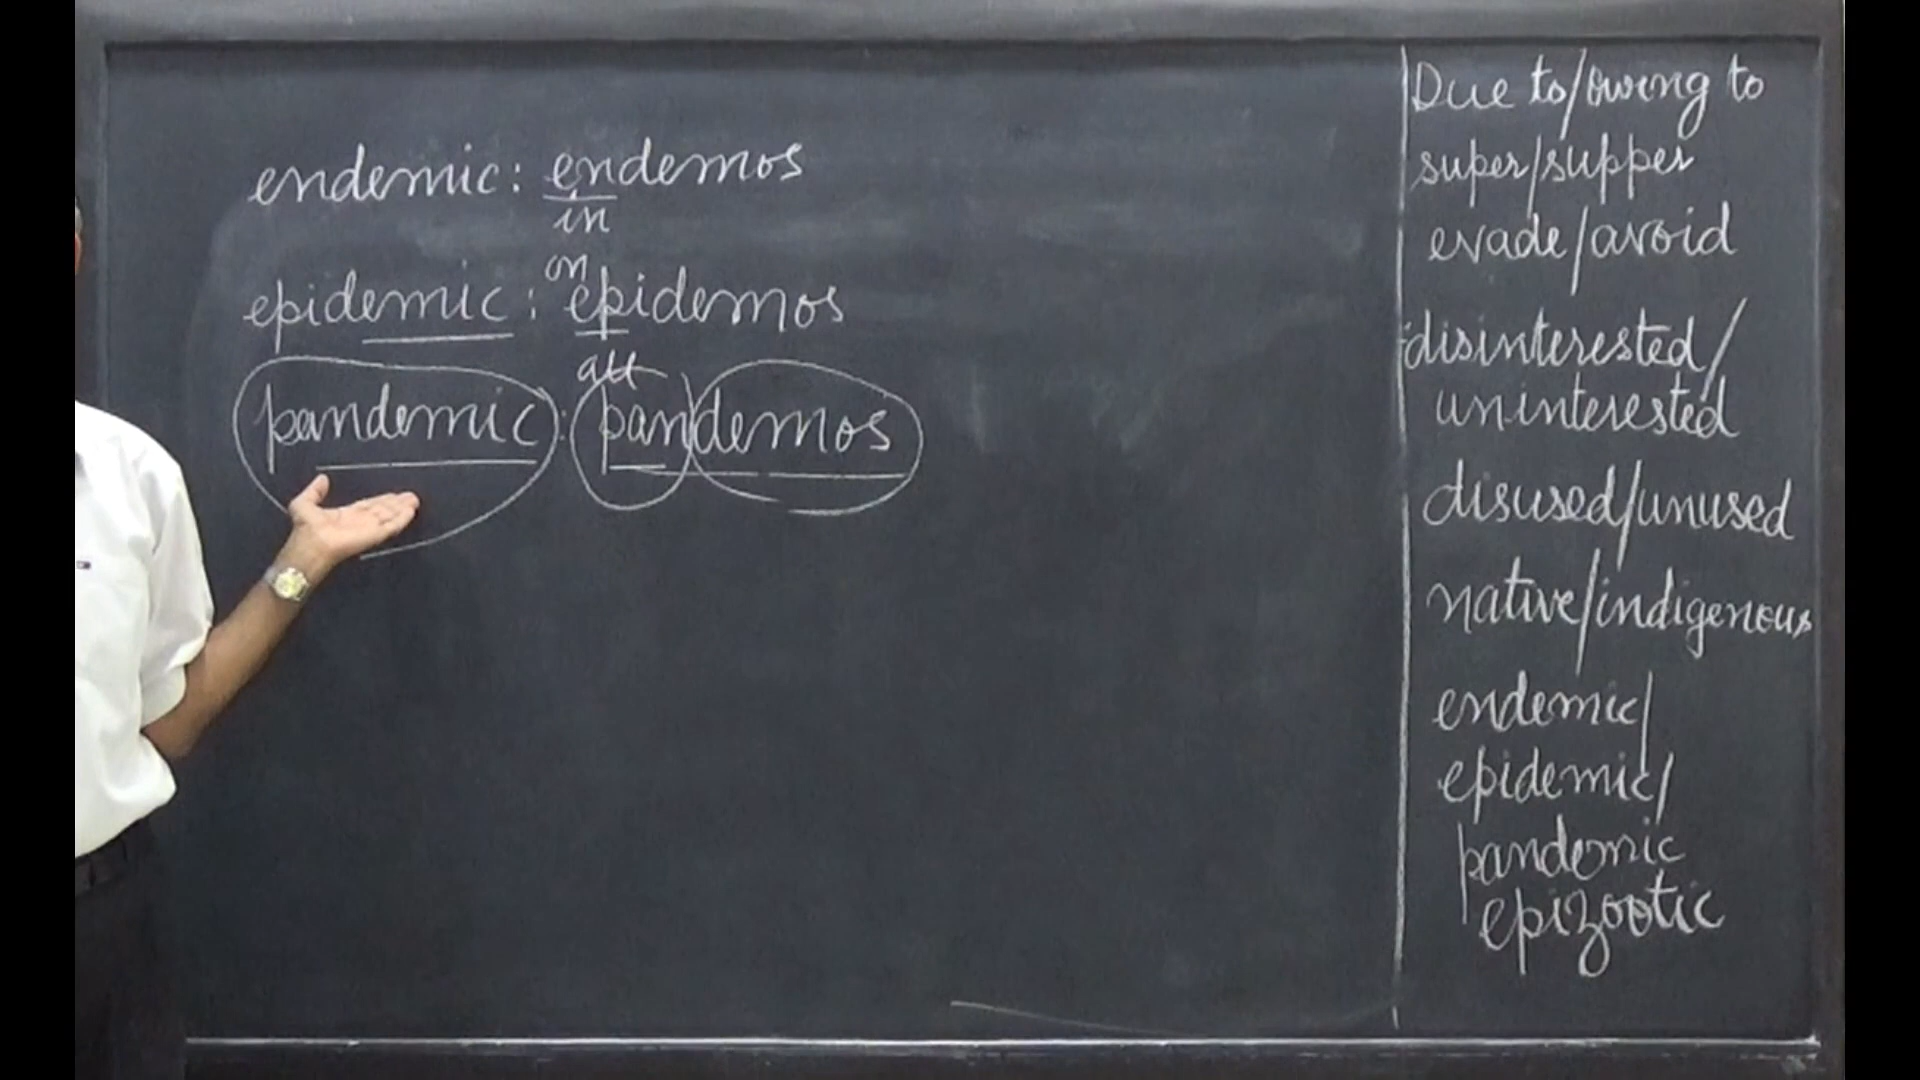 endemic: endemos
in
on
epidemic: epidemos
all
pandemic: pandemos
Due to/owing to
super/supper
evade/avoid
disinterested/
uninterested
disused/unused
native/indigenous
endemic/
epidemic/
pandemic
epizootic